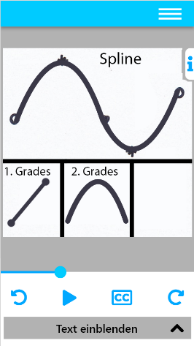 Spline
1. Grades
2. Grades
CC
Text einblenden